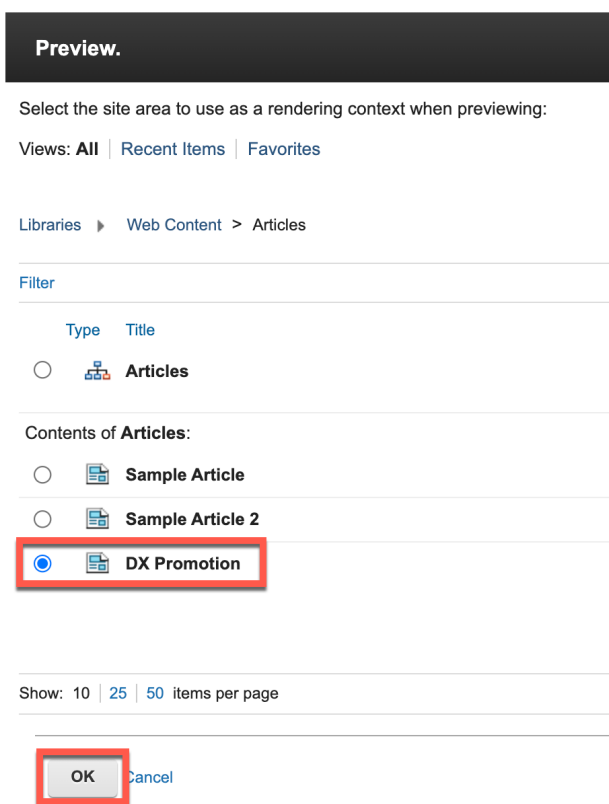 Preview.
Select the site area to use as a rendering context when previewing:
Views: All | Recent Items | Favorites
Libraries Web Content > Articles
Filter
Type Title
Articles
Contents of Articles:
Sample Article
Sample Article 2
DX Promotion
Show: 10 | 25 | 50 items per page
OK Cancel